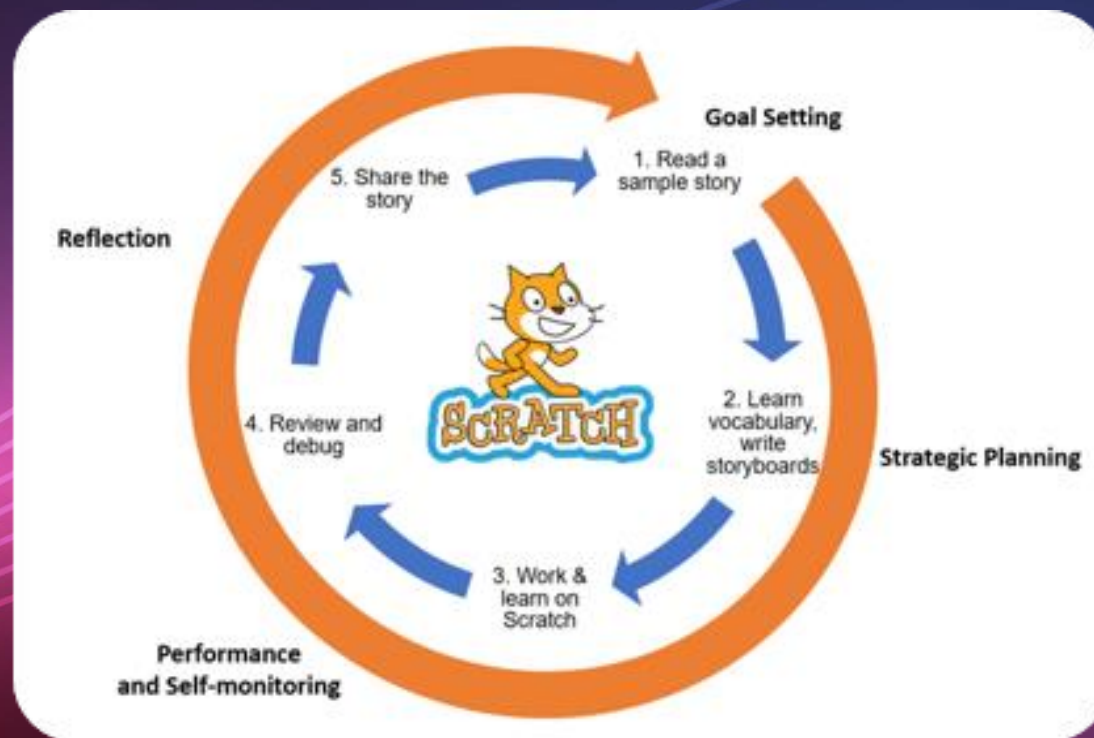 Goal Setting
1. Read a
sample story
5. Share the
story
Reflection
2. Learn
vocabulary,
write
storyboards
Strategic Planning
SCRATCH
4. Review and
debug
3. Work &
learn on
Scratch
Performance
and Self-monitoring